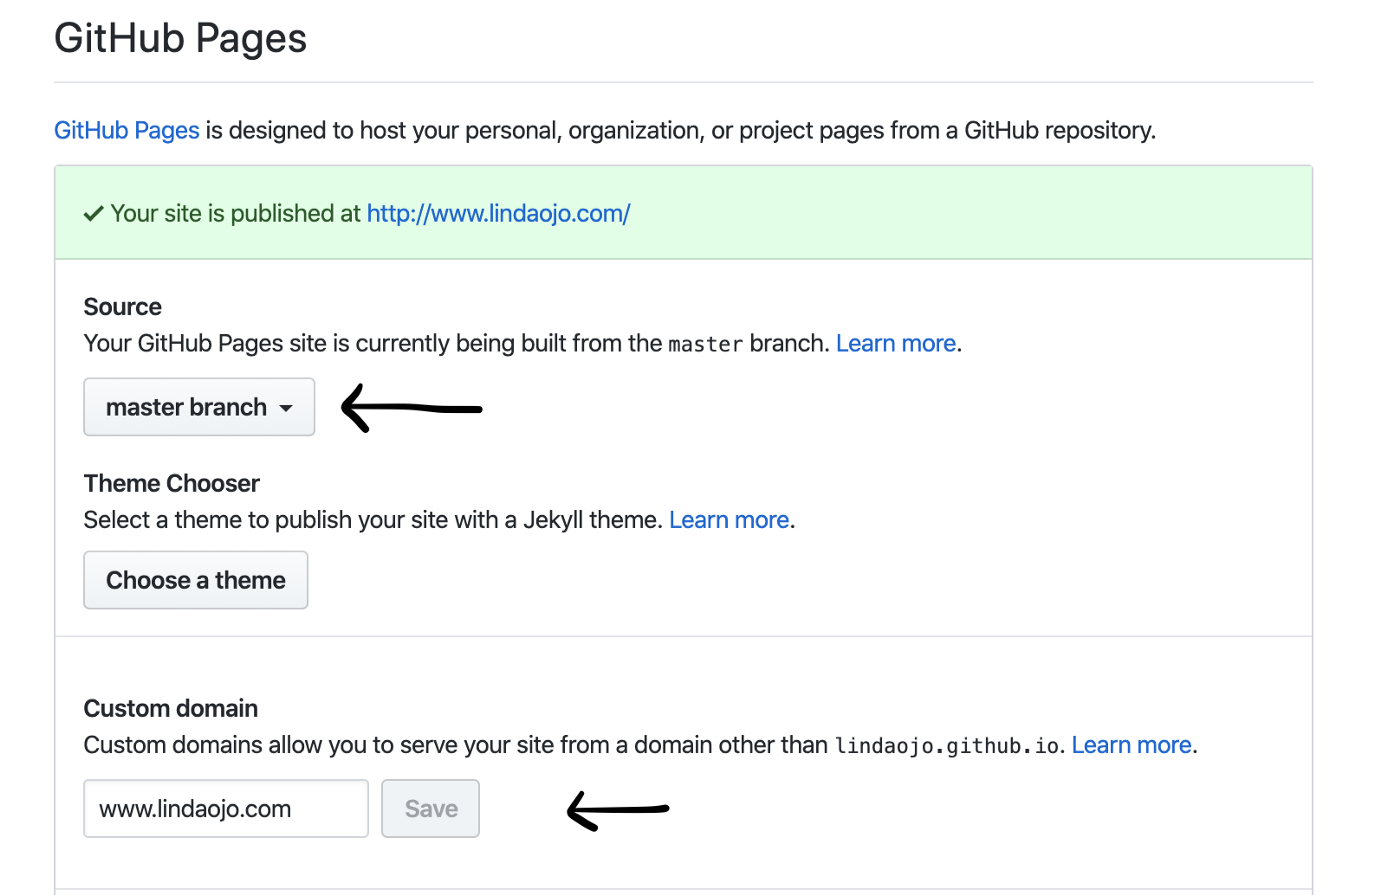 GitHub Pages
GitHub Pages is designed to host your personal, organization, or project pages from a GitHub repository.
Your site is published at http://www.lindaojo.com/
Source
Your GitHub Pages site is currently being built from the master branch. Learn more.
master branch
Theme Chooser
Select a theme to publish your site with a Jekyll theme. Learn more.
Choose a theme
Custom domain
Custom domains allow you to serve your site from a domain other than lindaojo.github.io. Learn more.
www.lindaojo.com Save